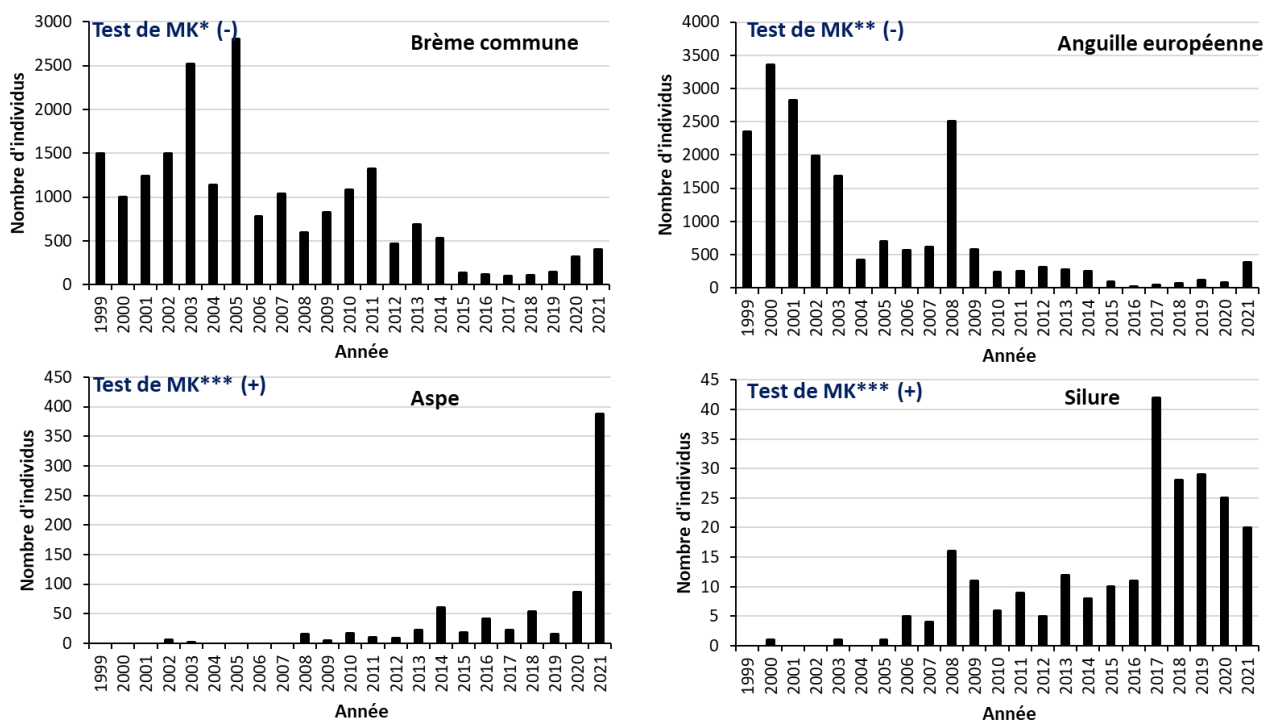 Test de MK* (-)
Brème commune
Nombre d'individus
3000
2500
2000
1500
1000
500
0
1999 2000 2001 2002 2003 2004 2005 2006 2007 2008 2009 2010 2011 2012 2013 2014 2015 2016 2017 2018 2019 2020 2021
Année
Test de MK** (-)
Anguille européenne
Nombre d'individus
4000
3500
3000
2500
2000
1500
1000
500
0
1999 2000 2001 2002 2003 2004 2005 2006 2007 2008 2009 2010 2011 2012 2013 2014 2015 2016 2017 2018 2019 2020 2021
Année
Test de MK*** (+)
Aspe
Nombre d'individus
450
400
350
300
250
200
150
100
50
0
1999 2000 2001 2002 2003 2004 2005 2006 2007 2008 2009 2010 2011 2012 2013 2014 2015 2016 2017 2018 2019 2020 2021
Année
Test de MK*** (+)
Silure
Nombre d'individus
45
40
35
30
25
20
15
10
5
0
1999 2000 2001 2002 2003 2004 2005 2006 2007 2008 2009 2010 2011 2012 2013 2014 2015 2016 2017 2018 2019 2020 2021
Année